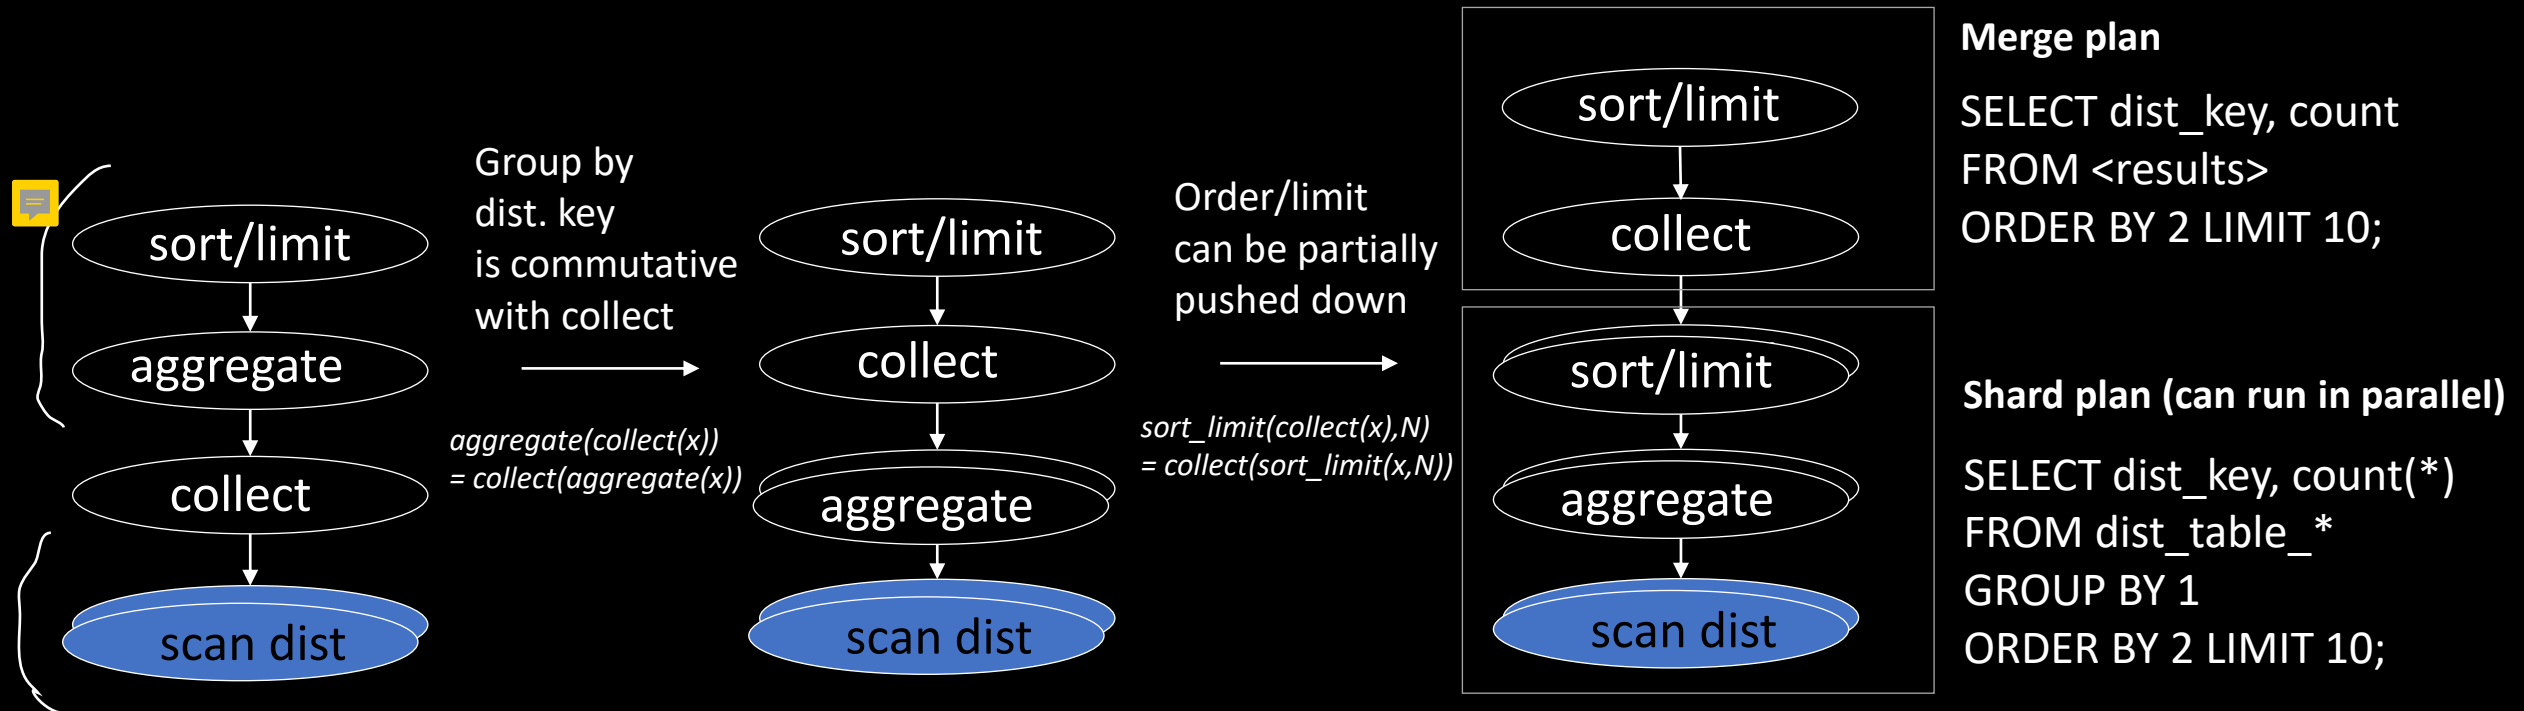 sort/limit
aggregate
collect
scan dist
Group by
dist. key
is commutative
with collect
aggregate(collect(x))
= collect(aggregate(x))
sort/limit
collect
aggregate
scan dist
Order/limit
can be partially
pushed down
sort_limit(collect(x),N)
= collect(sort_limit(x,N))
sort/limit
collect
sort/limit
aggregate
scan dist
Merge plan
SELECT dist_key, count
FROM <results>
ORDER BY 2 LIMIT 10;
Shard plan (can run in parallel)
SELECT dist_key, count(*)
FROM dist_table_*
GROUP BY 1
ORDER BY 2 LIMIT 10;